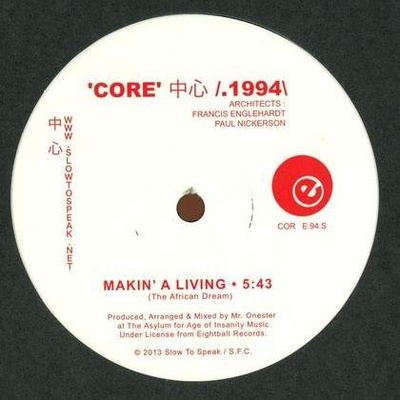 'CORE' 中心 /.1994\
ARCHITECTS :
FRANCIS ENGLEHARDT
PAUL NICKERSON
中心
WWW.SLOWTOSPEAK.NET
e
COR E.94.S
MAKIN' A LIVING • 5:43
(The African Dream)
Produced, Arranged & Mixed by Mr. Onester
at The Asylum for Age of Insanity Music
Under License from Eightball Records.
© 2013 Slow To Speak / S.F.C.